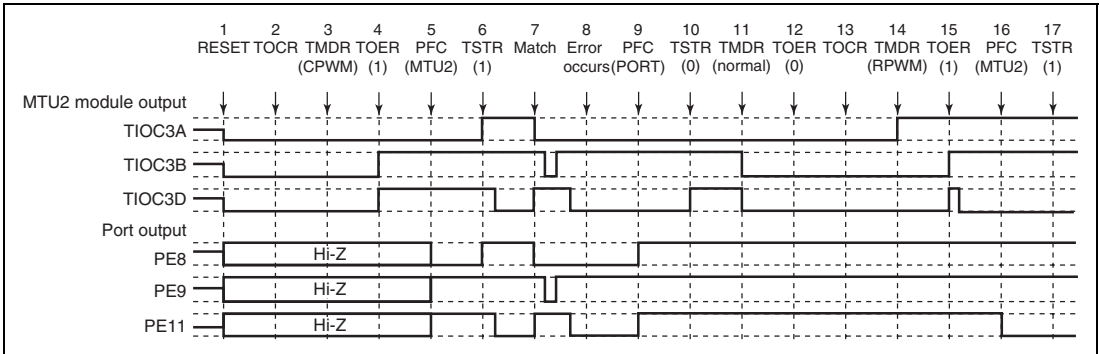 1 2 3 4 5 6 7 8 9 10 11 12 13 14 15 16 17
RESET TOCR TMDR TOER PFC TSTR Match Error PFC TSTR TMDR TOER TOCR TMDR TOER PFC TSTR
(CPWM) (1) (MTU2) (1) occurs (PORT) (0) (normal) (0) (RPWM) (1) (MTU2) (1)
MTU2 module output
TIOC3A
TIOC3B
TIOC3D
Port output
PE8 Hi-Z
PE9 Hi-Z
PE11 Hi-Z